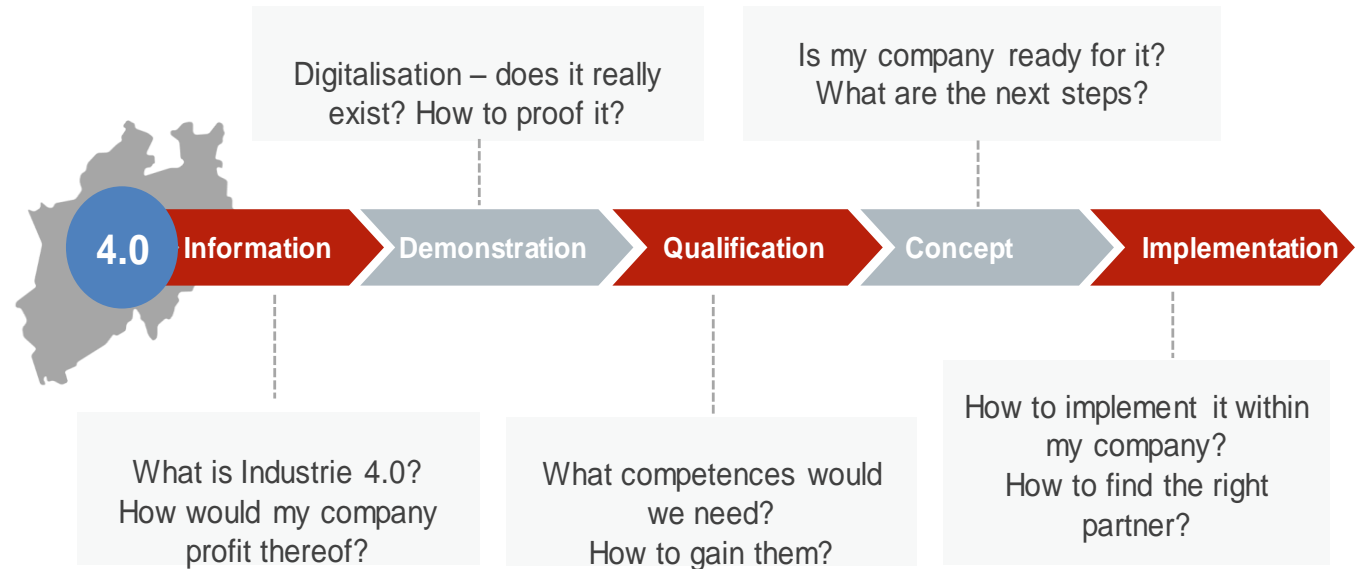 Digitalisation – does it really
exist? How to proof it?
Is my company ready for it?
What are the next steps?
4.0
Information
Demonstration
Qualification
Concept
Implementation
What is Industrie 4.0?
How would my company
profit thereof?
What competences would
we need?
How to gain them?
How to implement it within
my company?
How to find the right
partner?